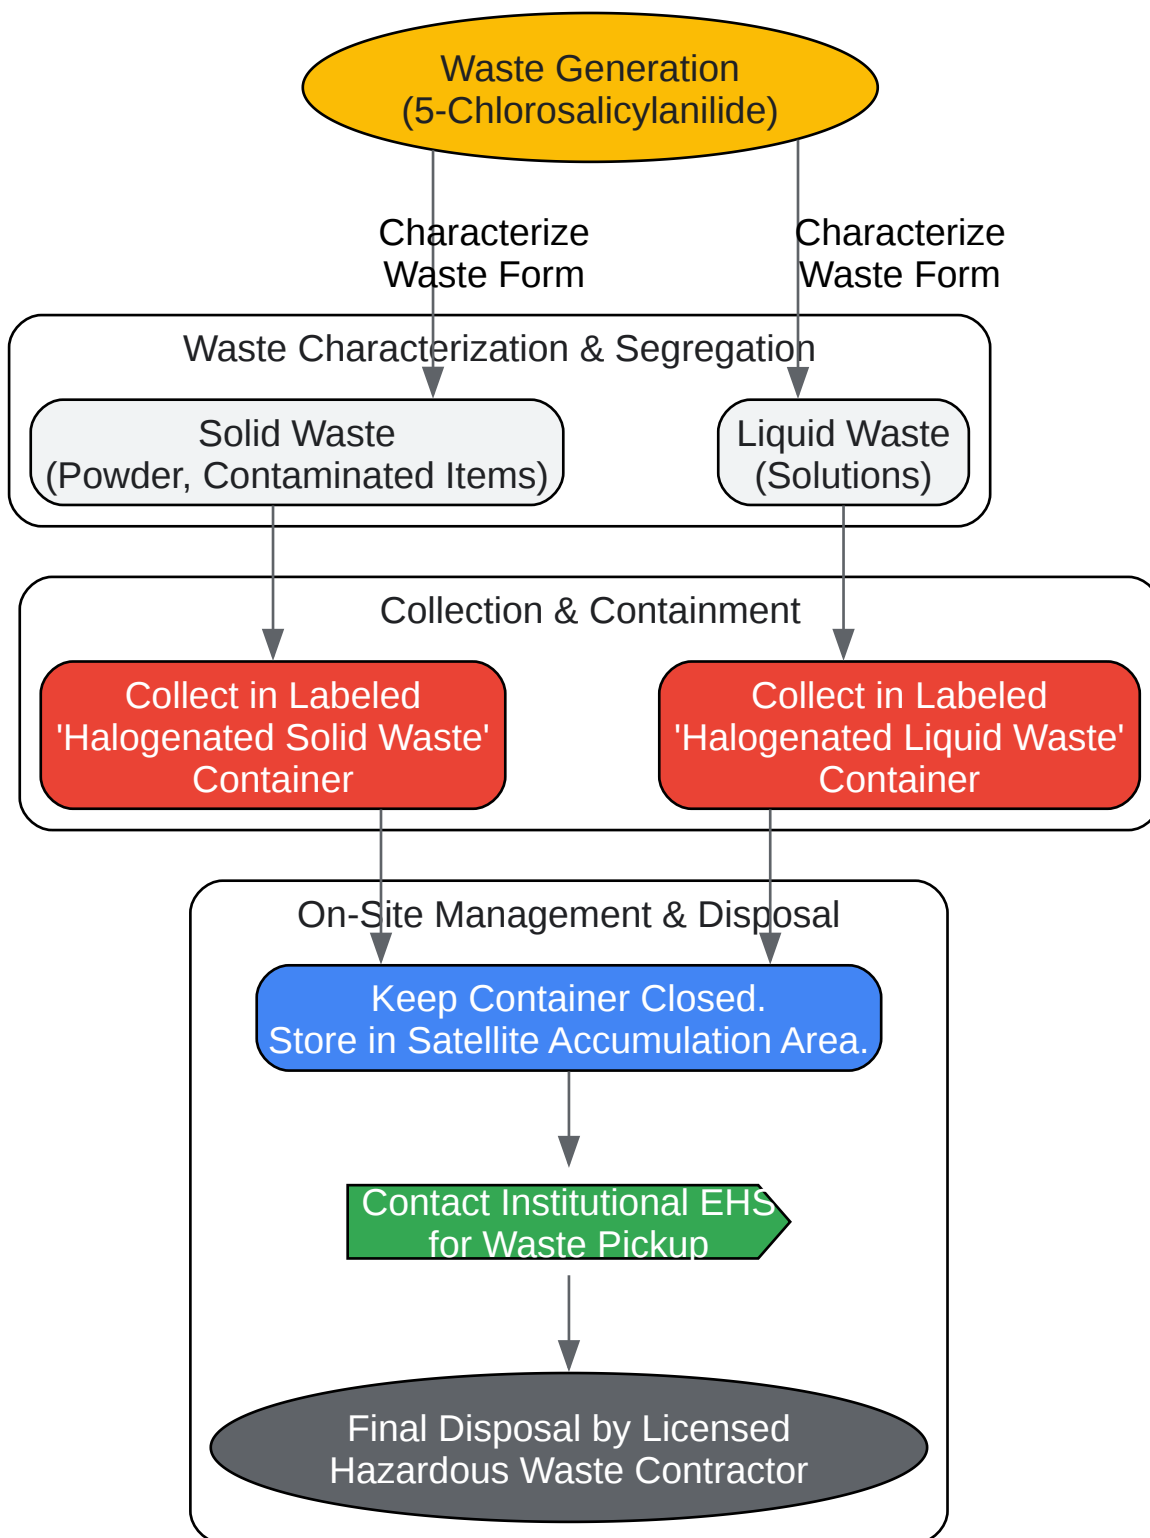 Waste Generation
(5-Chlorosalicylanilide)
Characterize
Waste Form
Characterize
Waste Form
Waste Characterization & Segregation
Solid Waste
(Powder, Contaminated Items)
Liquid Waste
(Solutions)
Collection & Containment
Collect in Labeled
'Halogenated Solid Waste'
Container
Collect in Labeled
'Halogenated Liquid Waste'
Container
On-Site Management & Disposal
Keep Container Closed.
Store in Satellite Accumulation Area.
Contact Institutional EHS
for Waste Pickup
Final Disposal by Licensed
Hazardous Waste Contractor